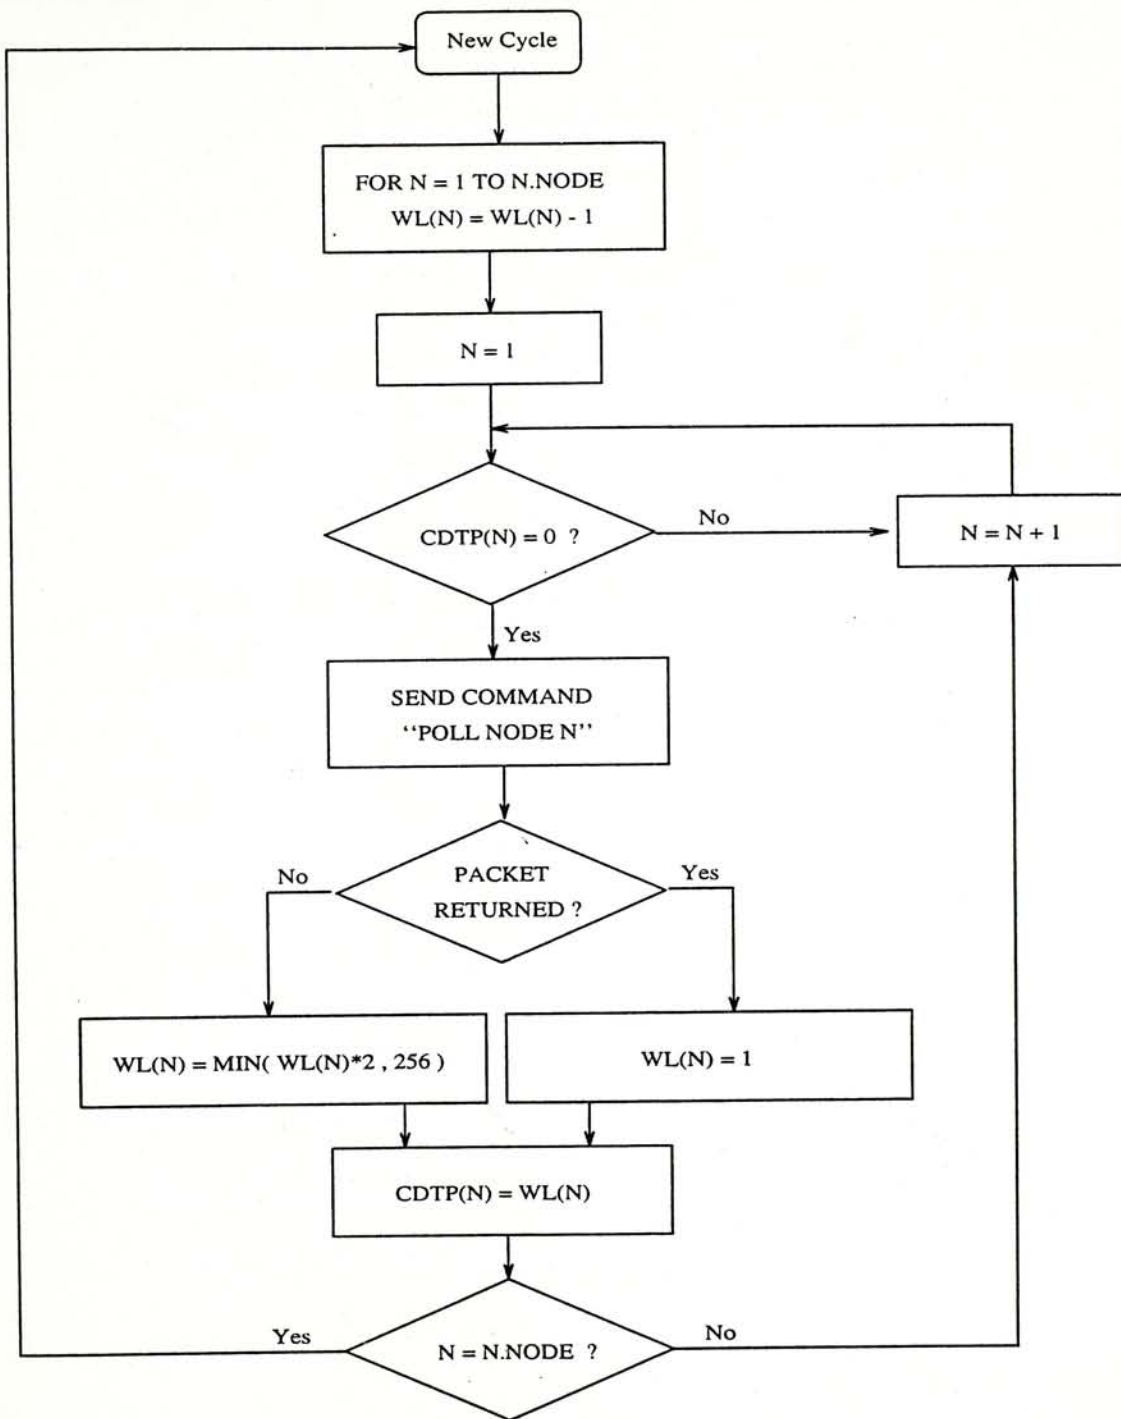 New Cycle
FOR N = 1 TO N.NODE
WL(N) = WL(N) - 1
N = 1
CDTP(N) = 0 ?
No
N = N + 1
Yes
SEND COMMAND
“POLL NODE N”
PACKET
RETURNED ?
No
Yes
WL(N) = MIN( WL(N)*2 , 256 )
WL(N) = 1
CDTP(N) = WL(N)
N = N.NODE ?
Yes
No